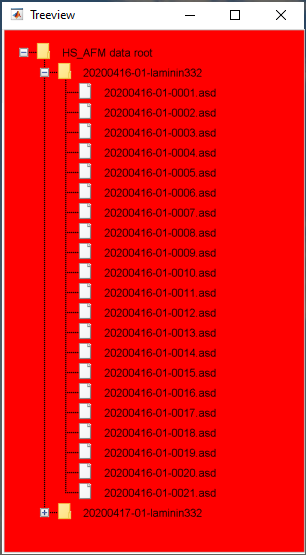 Treeview
HS_AFM data root
20200416-01-laminin332
20200416-01-0001.asd
20200416-01-0002.asd
20200416-01-0003.asd
20200416-01-0004.asd
20200416-01-0005.asd
20200416-01-0006.asd
20200416-01-0007.asd
20200416-01-0008.asd
20200416-01-0009.asd
20200416-01-0010.asd
20200416-01-0011.asd
20200416-01-0012.asd
20200416-01-0013.asd
20200416-01-0014.asd
20200416-01-0015.asd
20200416-01-0016.asd
20200416-01-0017.asd
20200416-01-0018.asd
20200416-01-0019.asd
20200416-01-0020.asd
20200416-01-0021.asd
20200417-01-laminin332